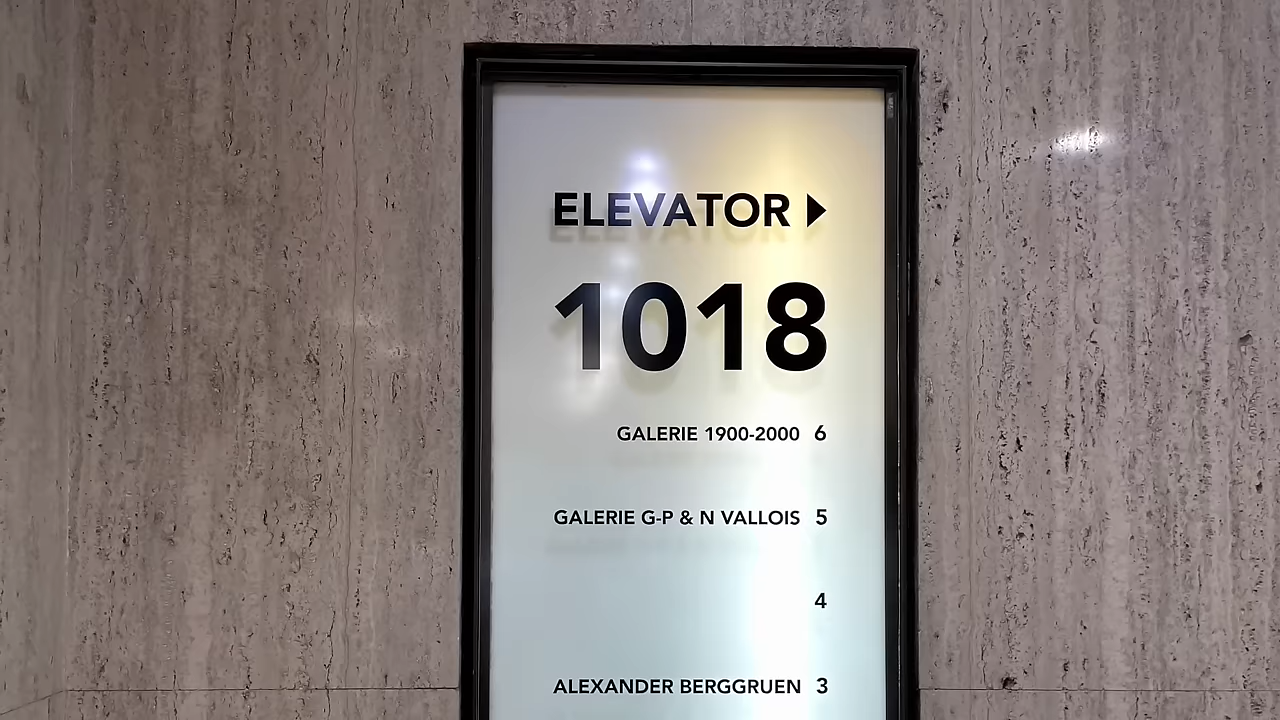 ELEVATOR ▶
1018
GALERIE 1900-2000 6
GALERIE G-P & N VALLOIS 5
4
ALEXANDER BERGGRUEN 3